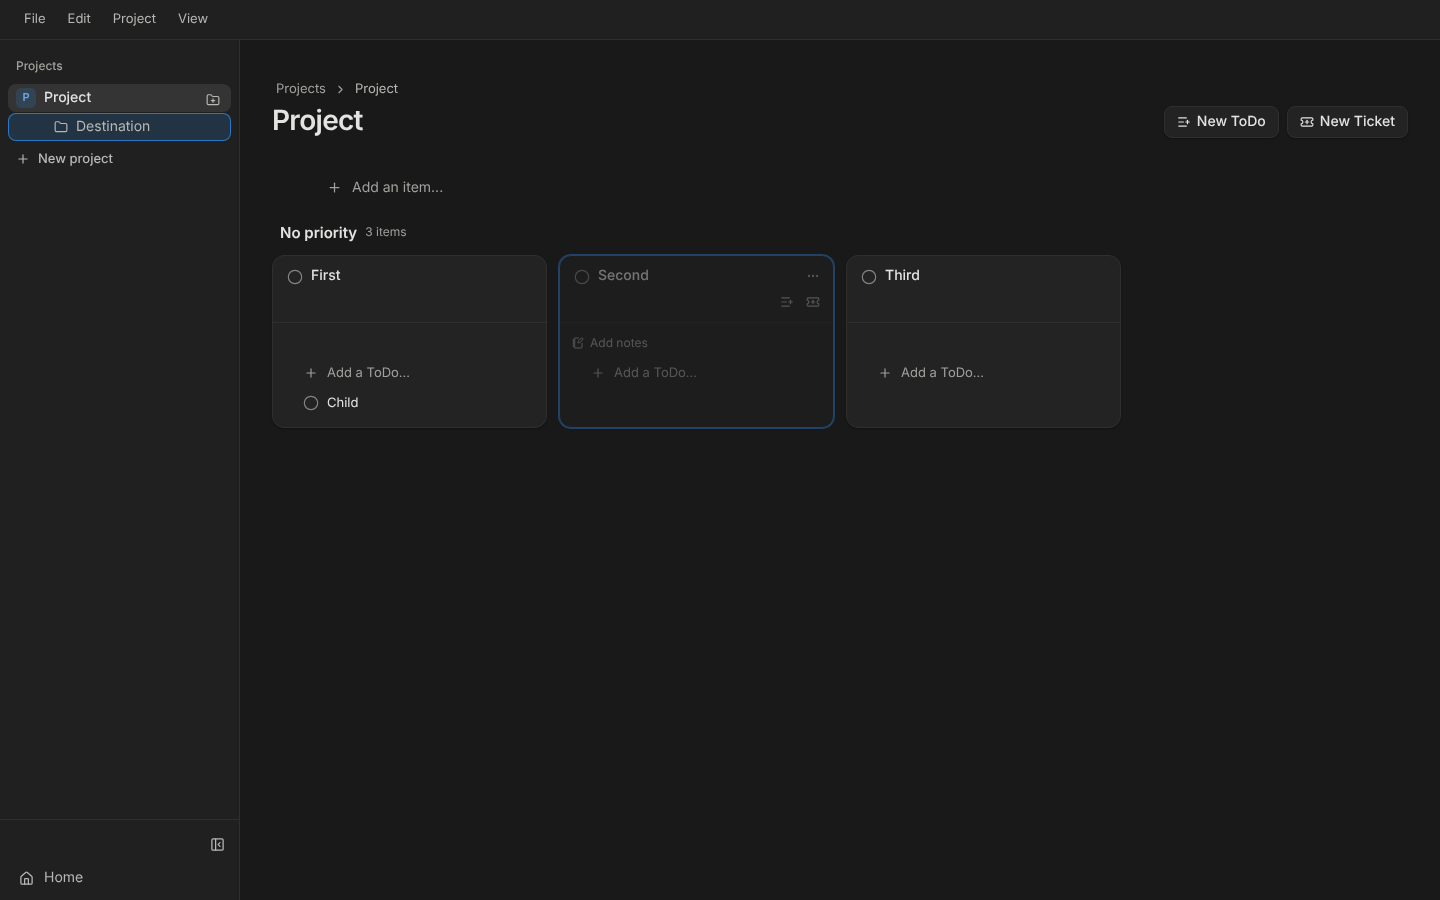 File Edit Project View
Projects
P Project
Destination
New project
Home
Projects > Project
Project
New ToDo
New Ticket
Add an item...
No priority 3 items
First
Add a ToDo...
Child
Second
Add notes
Add a ToDo...
Third
Add a ToDo...